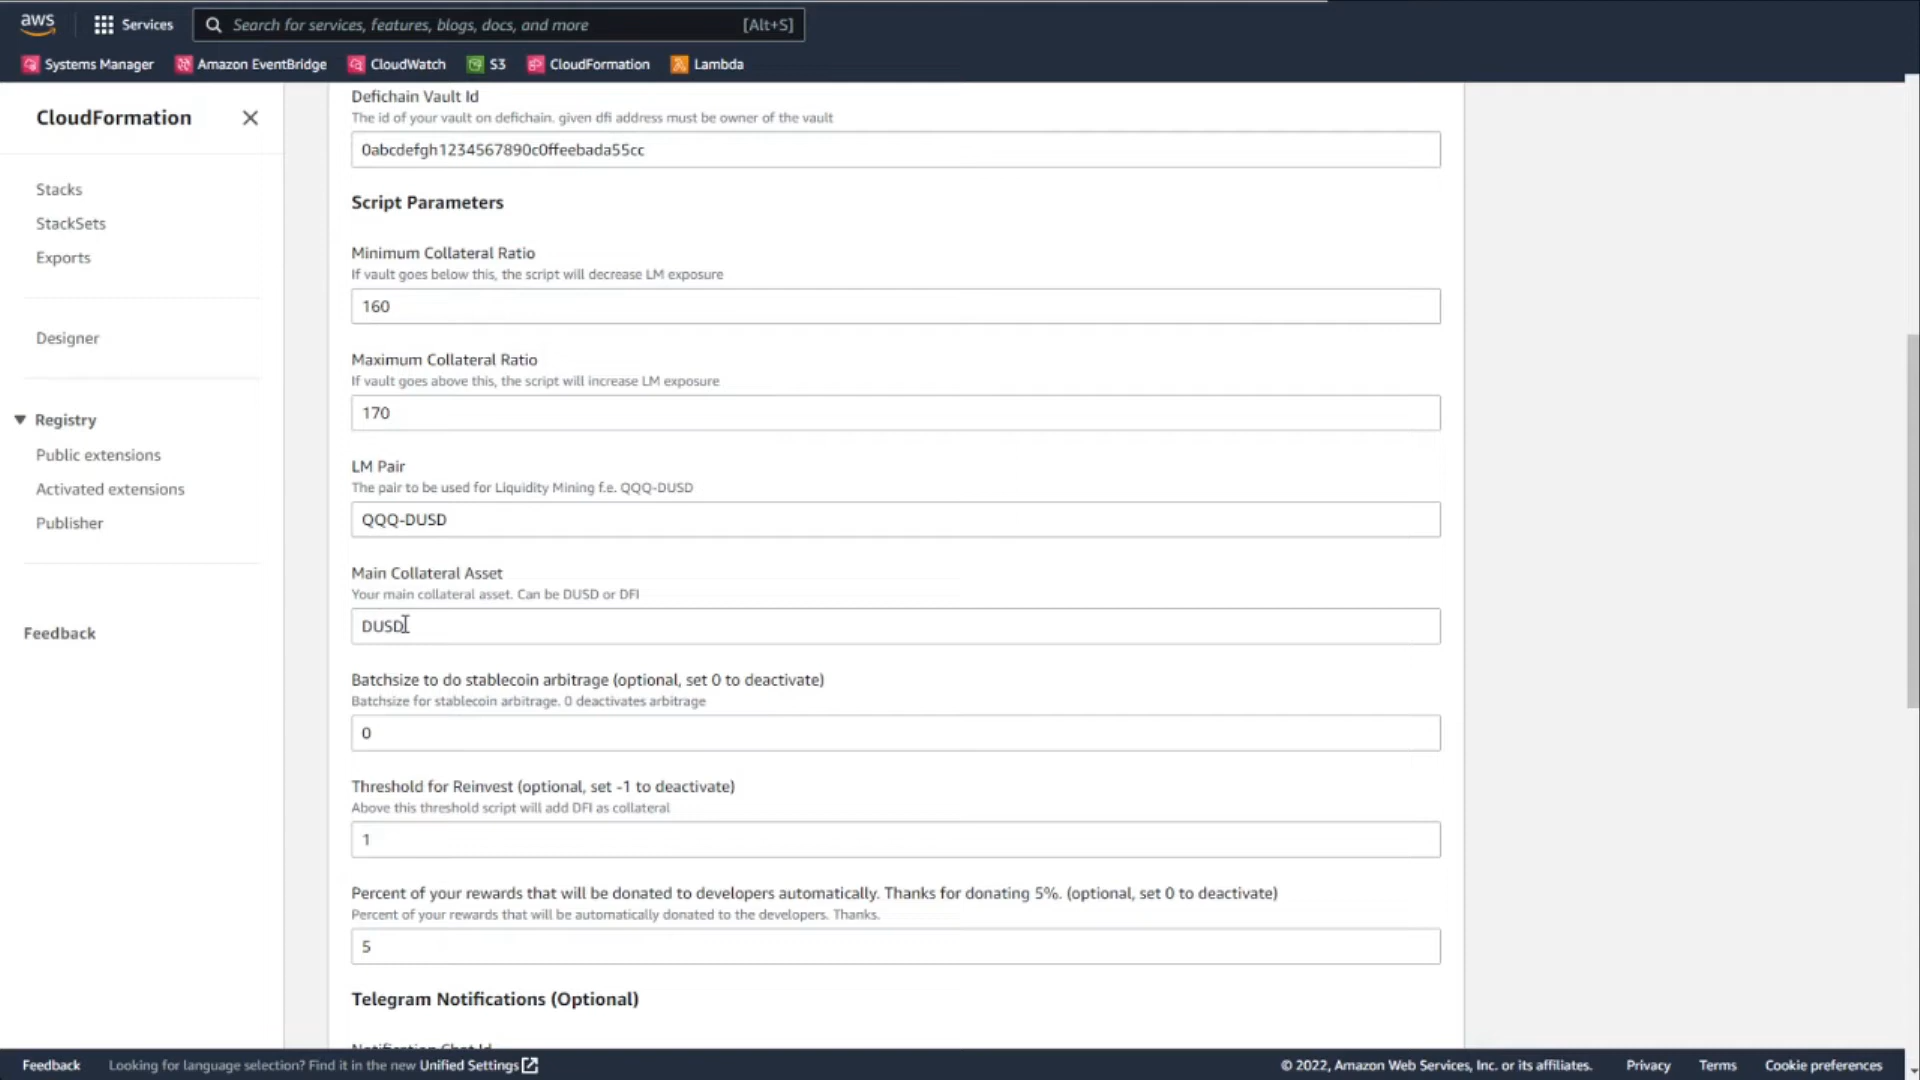 aws
Services
Search for services, features, blogs, docs, and more
[Alt+S]
Systems Manager
Amazon EventBridge
CloudWatch
S3
CloudFormation
Lambda
CloudFormation
Stacks
StackSets
Exports
Designer
Registry
Public extensions
Activated extensions
Publisher
Feedback
Defichain Vault Id
The id of your vault on defichain. given dfi address must be owner of the vault
0abcdefgh1234567890c0ffeebada55cc
Script Parameters
Minimum Collateral Ratio
If vault goes below this, the script will decrease LM exposure
160
Maximum Collateral Ratio
If vault goes above this, the script will increase LM exposure
170
LM Pair
The pair to be used for Liquidity Mining f.e. QQQ-DUSD
QQQ-DUSD
Main Collateral Asset
Your main collateral asset. Can be DUSD or DFI
DUSD
Batchsize to do stablecoin arbitrage (optional, set 0 to deactivate)
Batchsize for stablecoin arbitrage. 0 deactivates arbitrage
0
Threshold for Reinvest (optional, set -1 to deactivate)
Above this threshold script will add DFI as collateral
1
Percent of your rewards that will be donated to developers automatically. Thanks for donating 5%. (optional, set 0 to deactivate)
Percent of your rewards that will be automatically donated to the developers. Thanks.
5
Telegram Notifications (Optional)
Notification Chat Id
Feedback
Looking for language selection? Find it in the new Unified Settings
© 2022, Amazon Web Services, Inc. or its affiliates.
Privacy
Terms
Cookie preferences